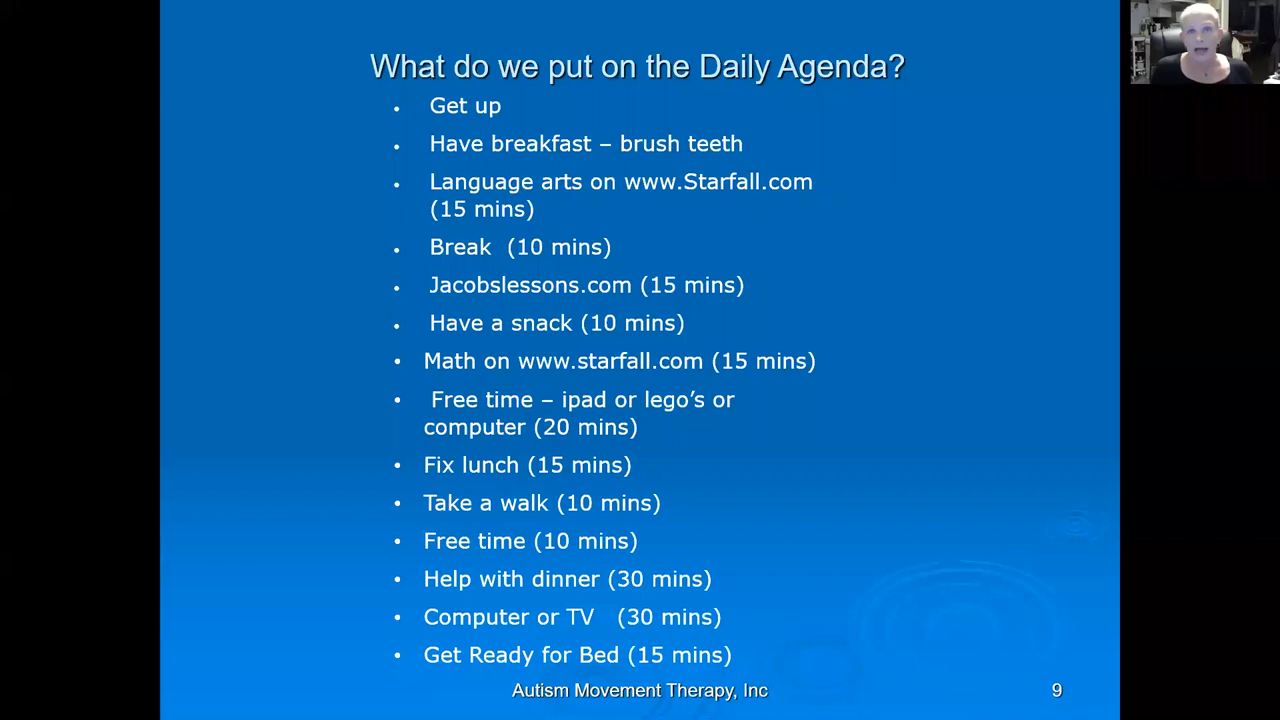 What do we put on the Daily Agenda?
• Get up
• Have breakfast – brush teeth
• Language arts on www.Starfall.com
(15 mins)
• Break (10 mins)
• Jacobslessons.com (15 mins)
• Have a snack (10 mins)
• Math on www.starfall.com (15 mins)
• Free time – ipad or lego’s or
computer (20 mins)
• Fix lunch (15 mins)
• Take a walk (10 mins)
• Free time (10 mins)
• Help with dinner (30 mins)
• Computer or TV (30 mins)
• Get Ready for Bed (15 mins)
Autism Movement Therapy, Inc
9